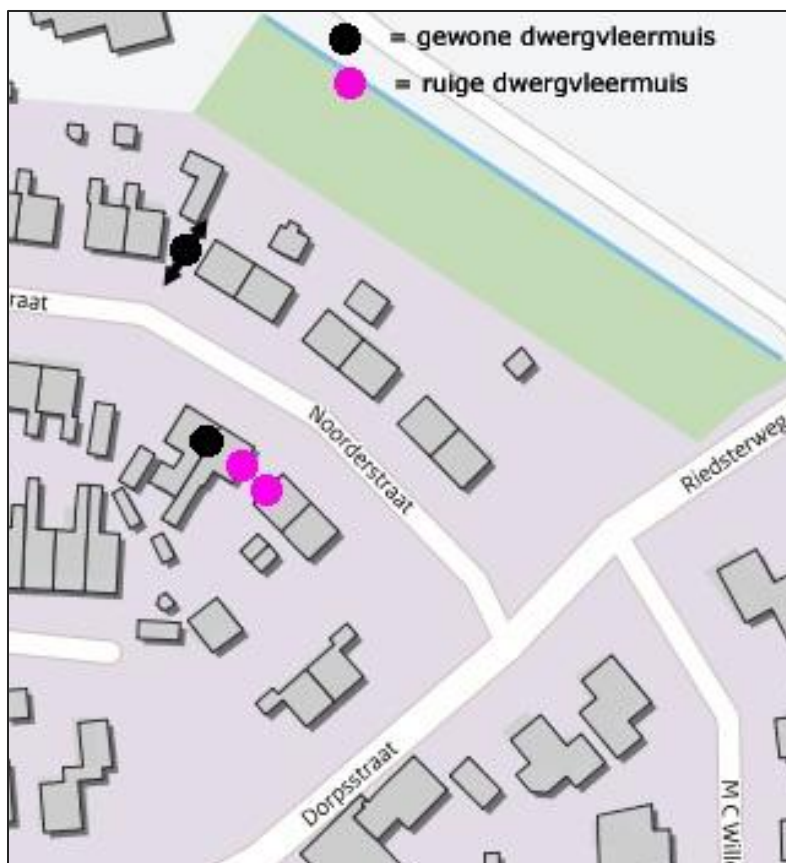 = gewone dwergvleermuis
= ruige dwergvleermuis
raat
Noorderstraat
Riedsterweg
Dorpsstraat
M C Will